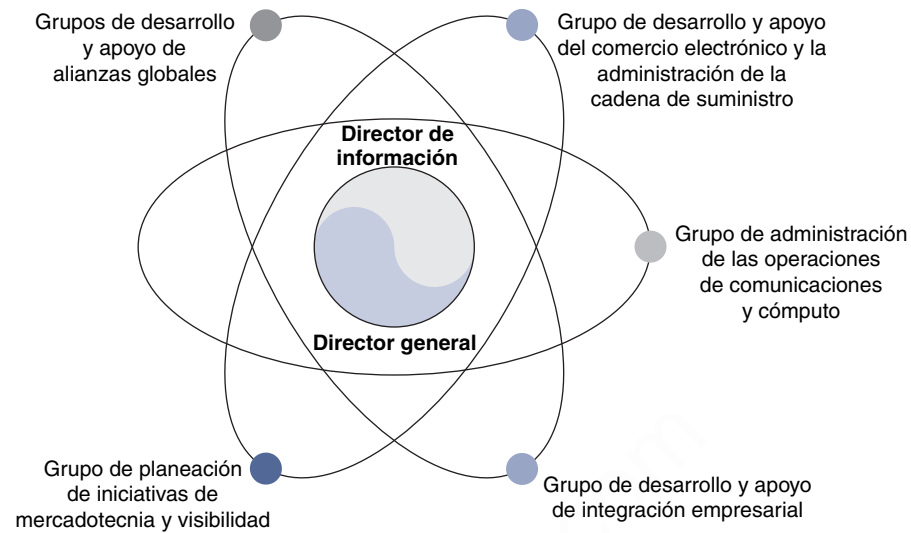 Grupos de desarrollo
y apoyo de
alianzas globales
Grupo de desarrollo y apoyo
del comercio electrónico y la
administración de la
cadena de suministro
Director de
información
Grupo de administración
de las operaciones
de comunicaciones
y cómputo
Director general
Grupo de planeación
de iniciativas de
mercadotecnia y visibilidad
Grupo de desarrollo y apoyo
de integración empresarial